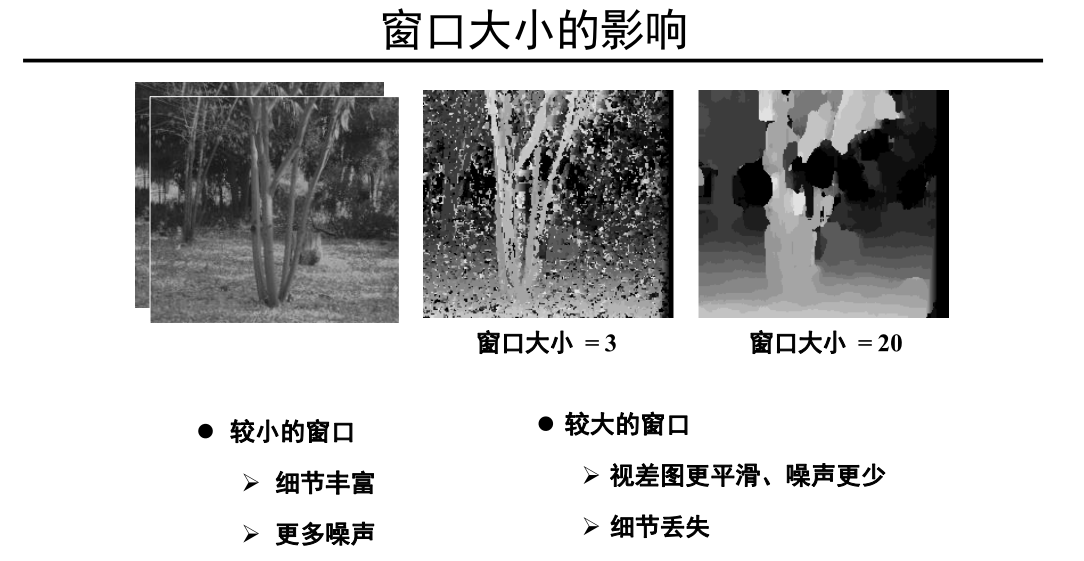 窗口大小的影响
窗口大小 = 3
窗口大小 = 20
● 较小的窗口
➢ 细节丰富
➢ 更多噪声
● 较大的窗口
➢ 视差图更平滑、噪声更少
➢ 细节丢失